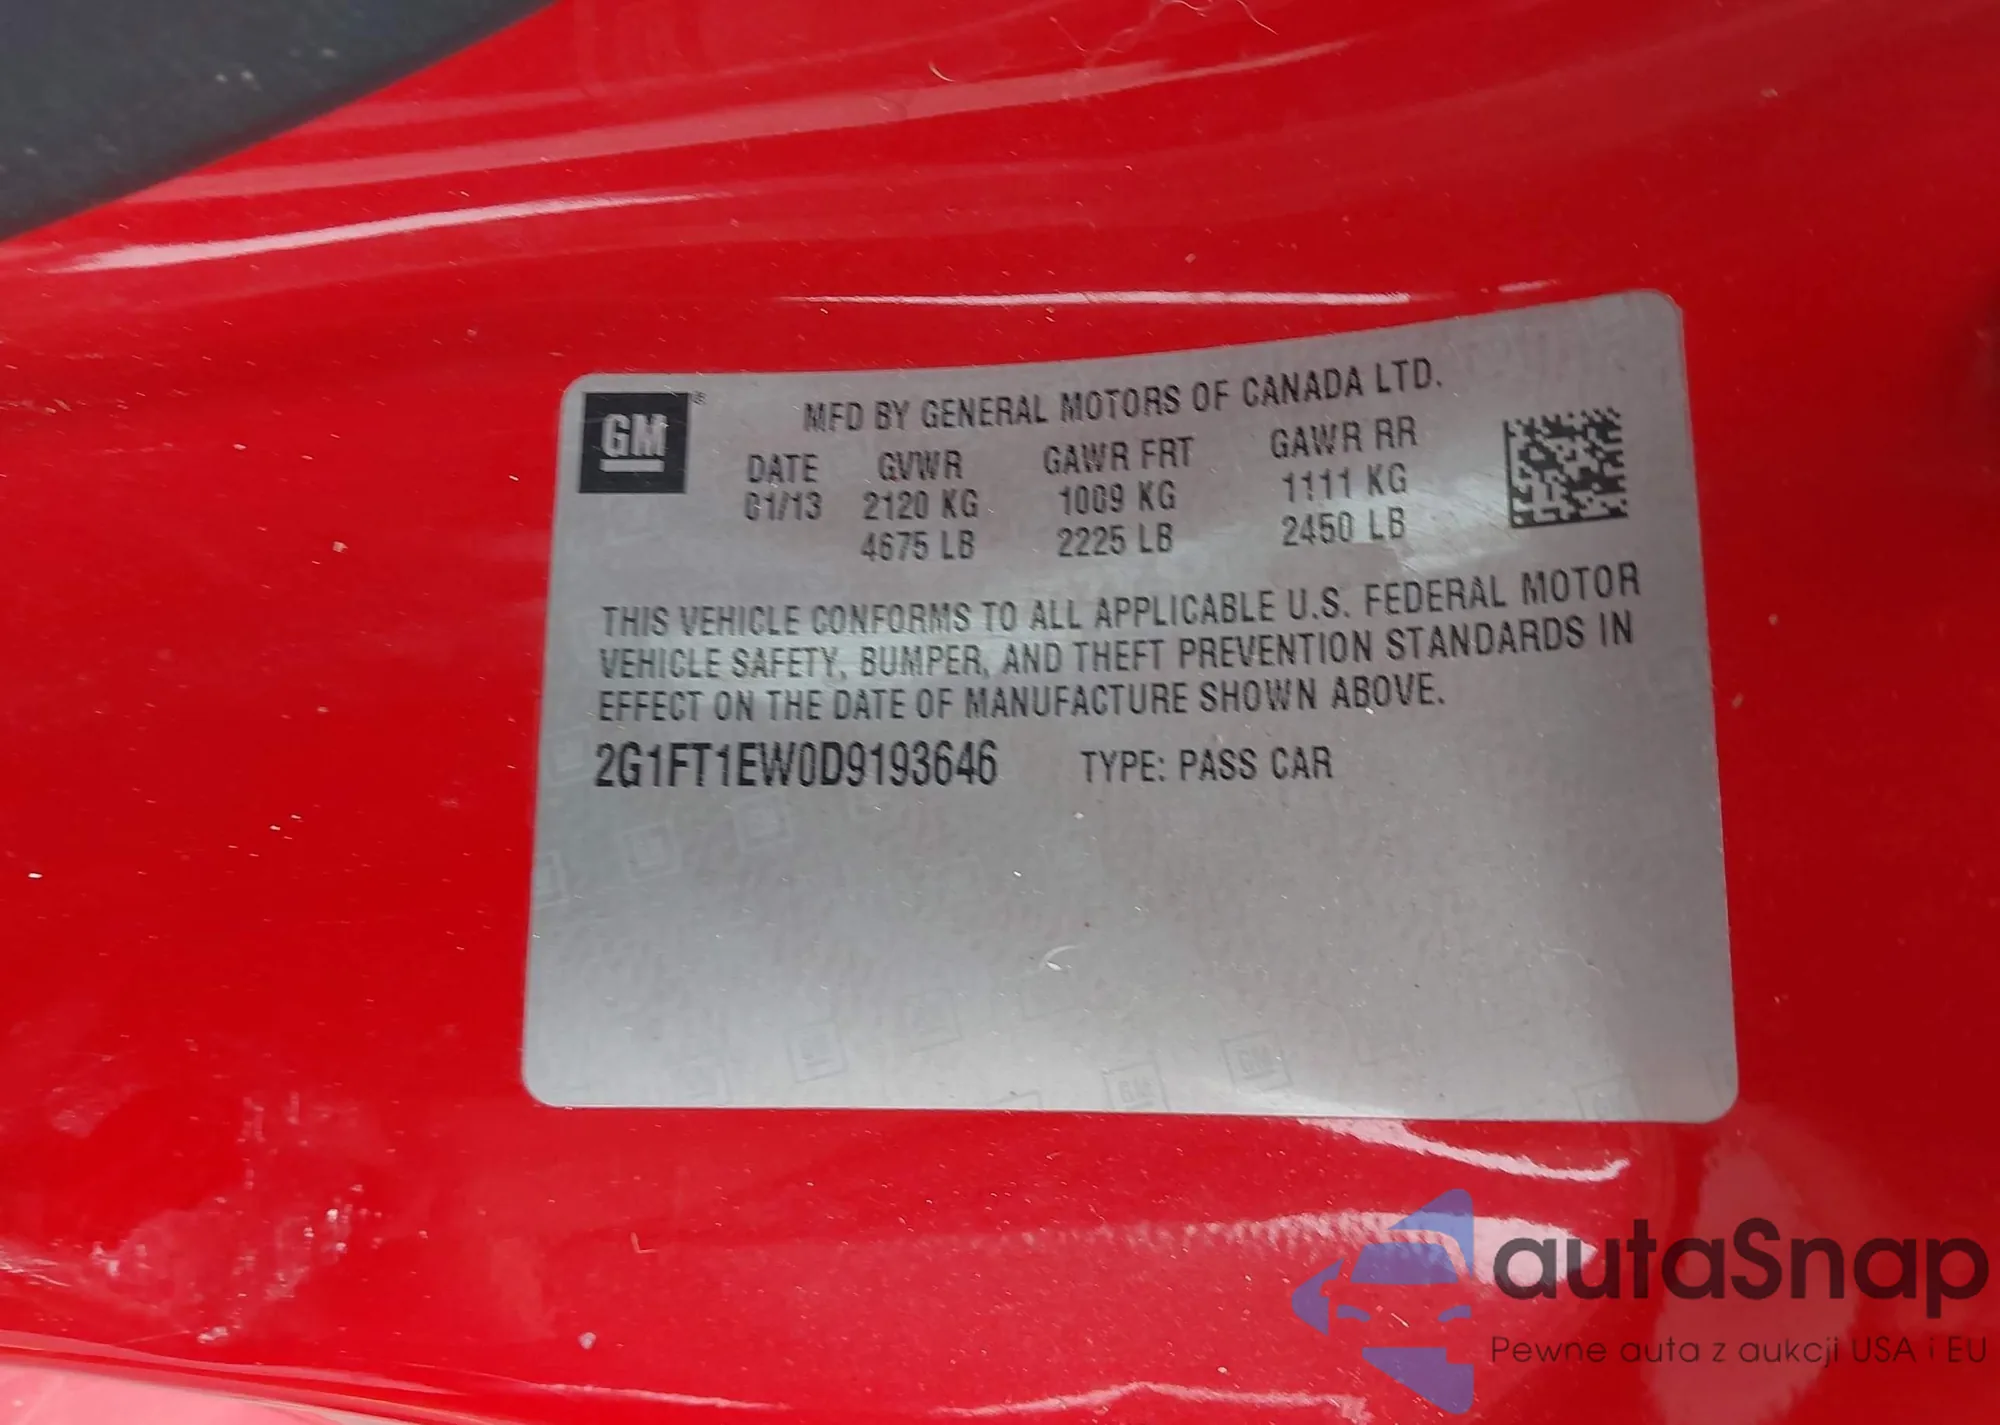 GM
MFD BY GENERAL MOTORS OF CANADA LTD.
DATE GVWR GAWR FRT GAWR RR
01/13 2120 KG 1009 KG 1111 KG
4675 LB 2225 LB 2450 LB
THIS VEHICLE CONFORMS TO ALL APPLICABLE U.S. FEDERAL MOTOR
VEHICLE SAFETY, BUMPER, AND THEFT PREVENTION STANDARDS IN
EFFECT ON THE DATE OF MANUFACTURE SHOWN ABOVE.
2G1FT1EW0D9193646 TYPE: PASS CAR
autaSnap
Pewne auta z aukcji USA i EU